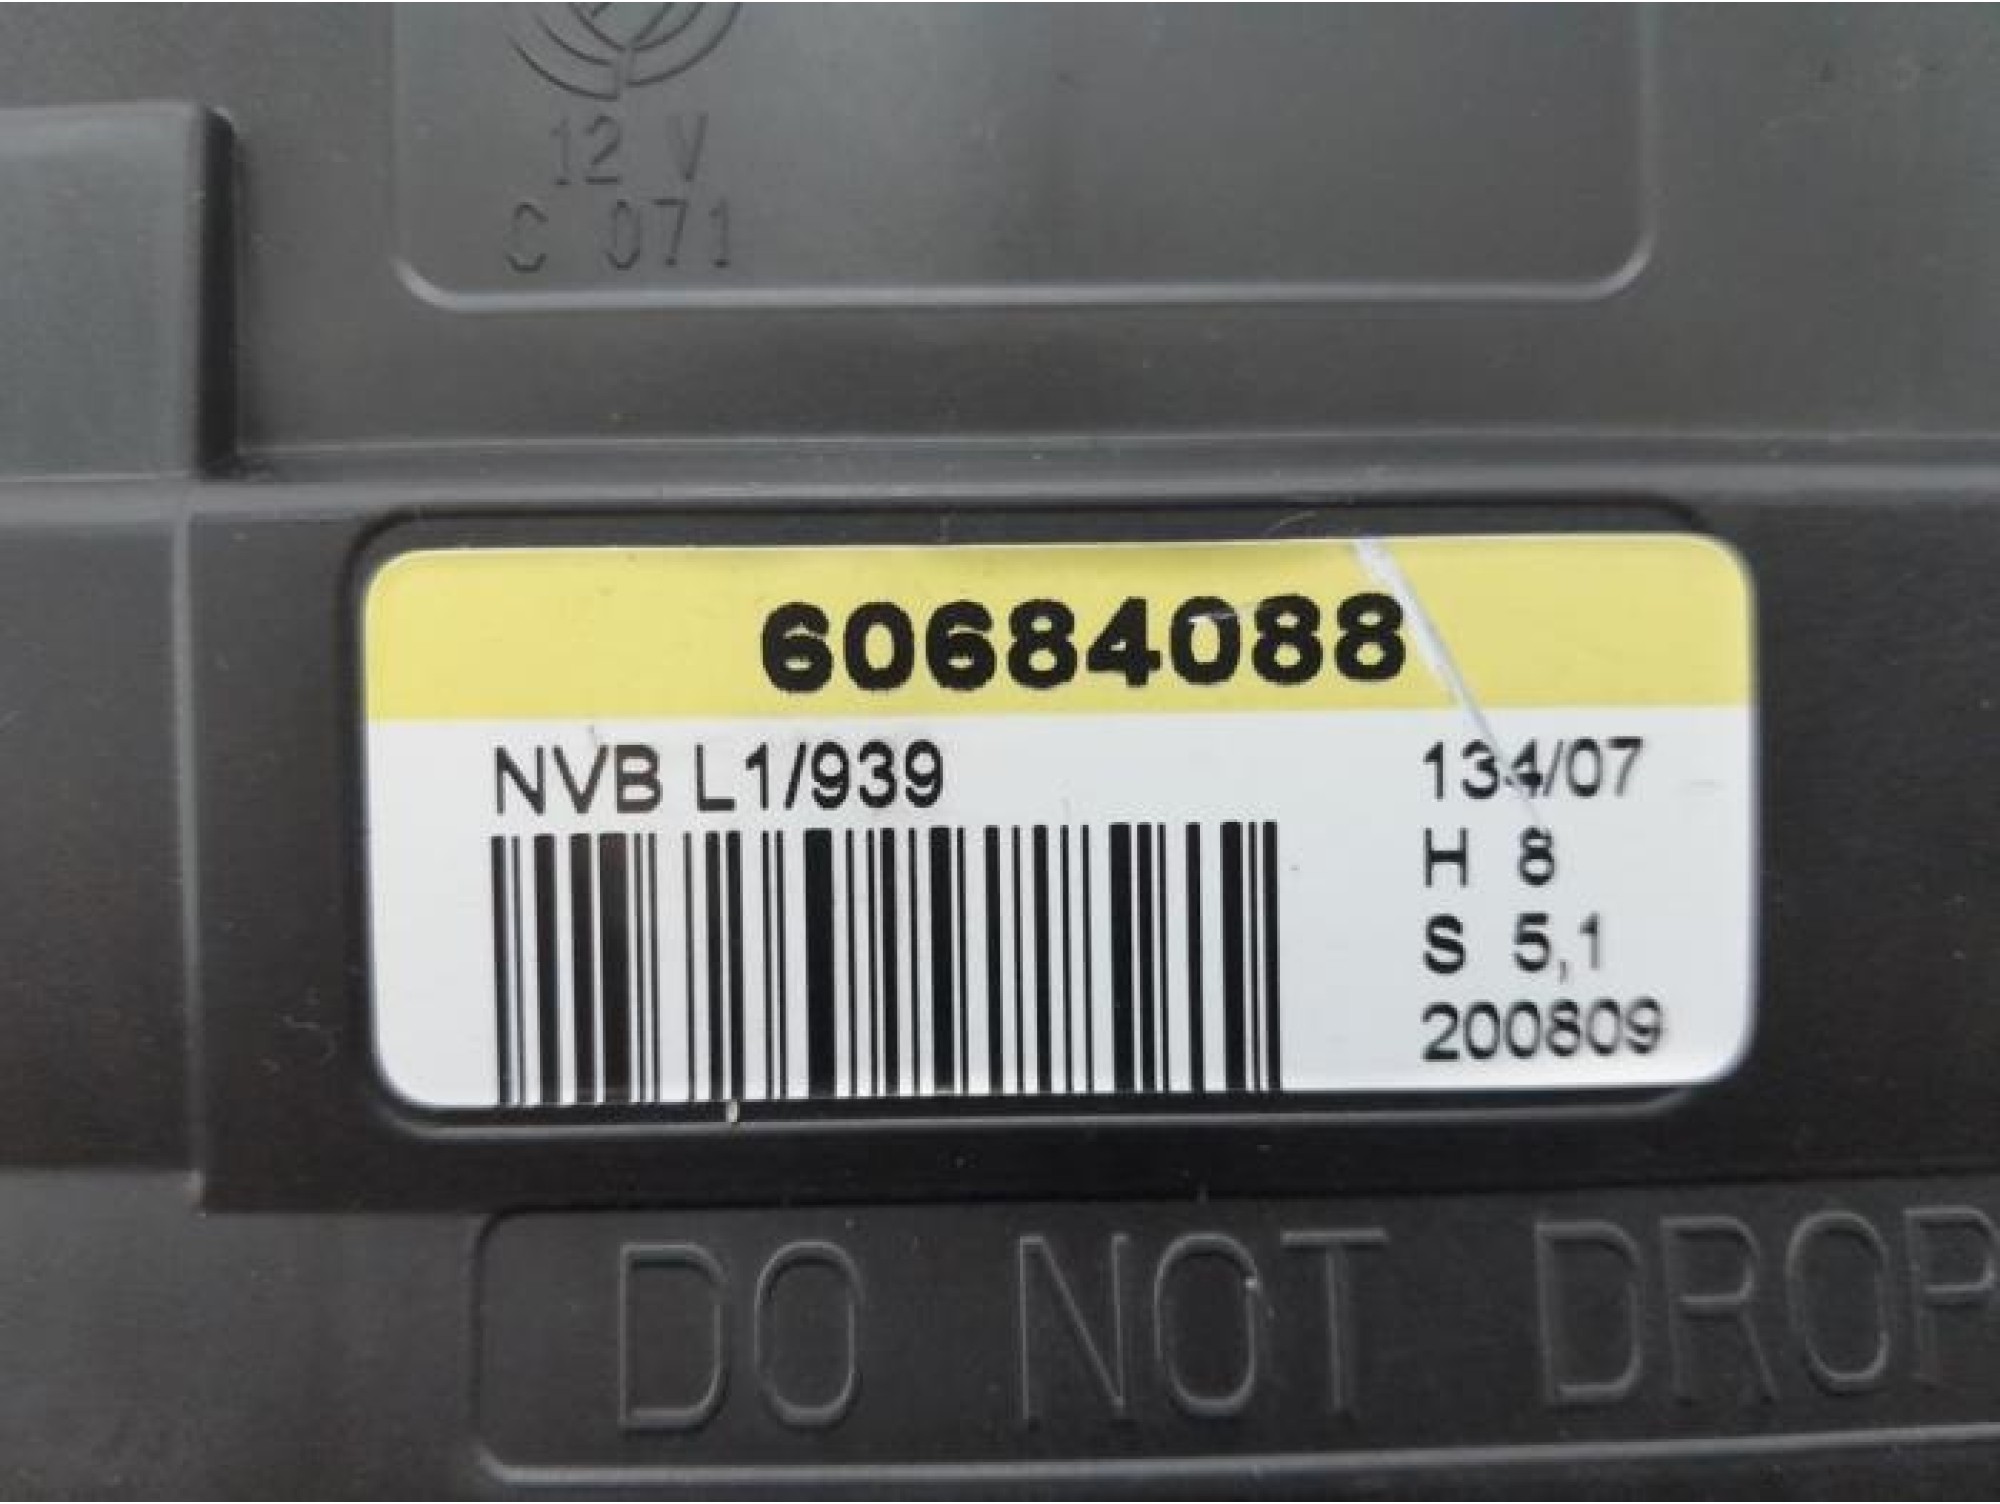 12 V
C 071
60684088
NVB L1/939
134/07
H 8
S 5,1
200809
DO NOT DROP